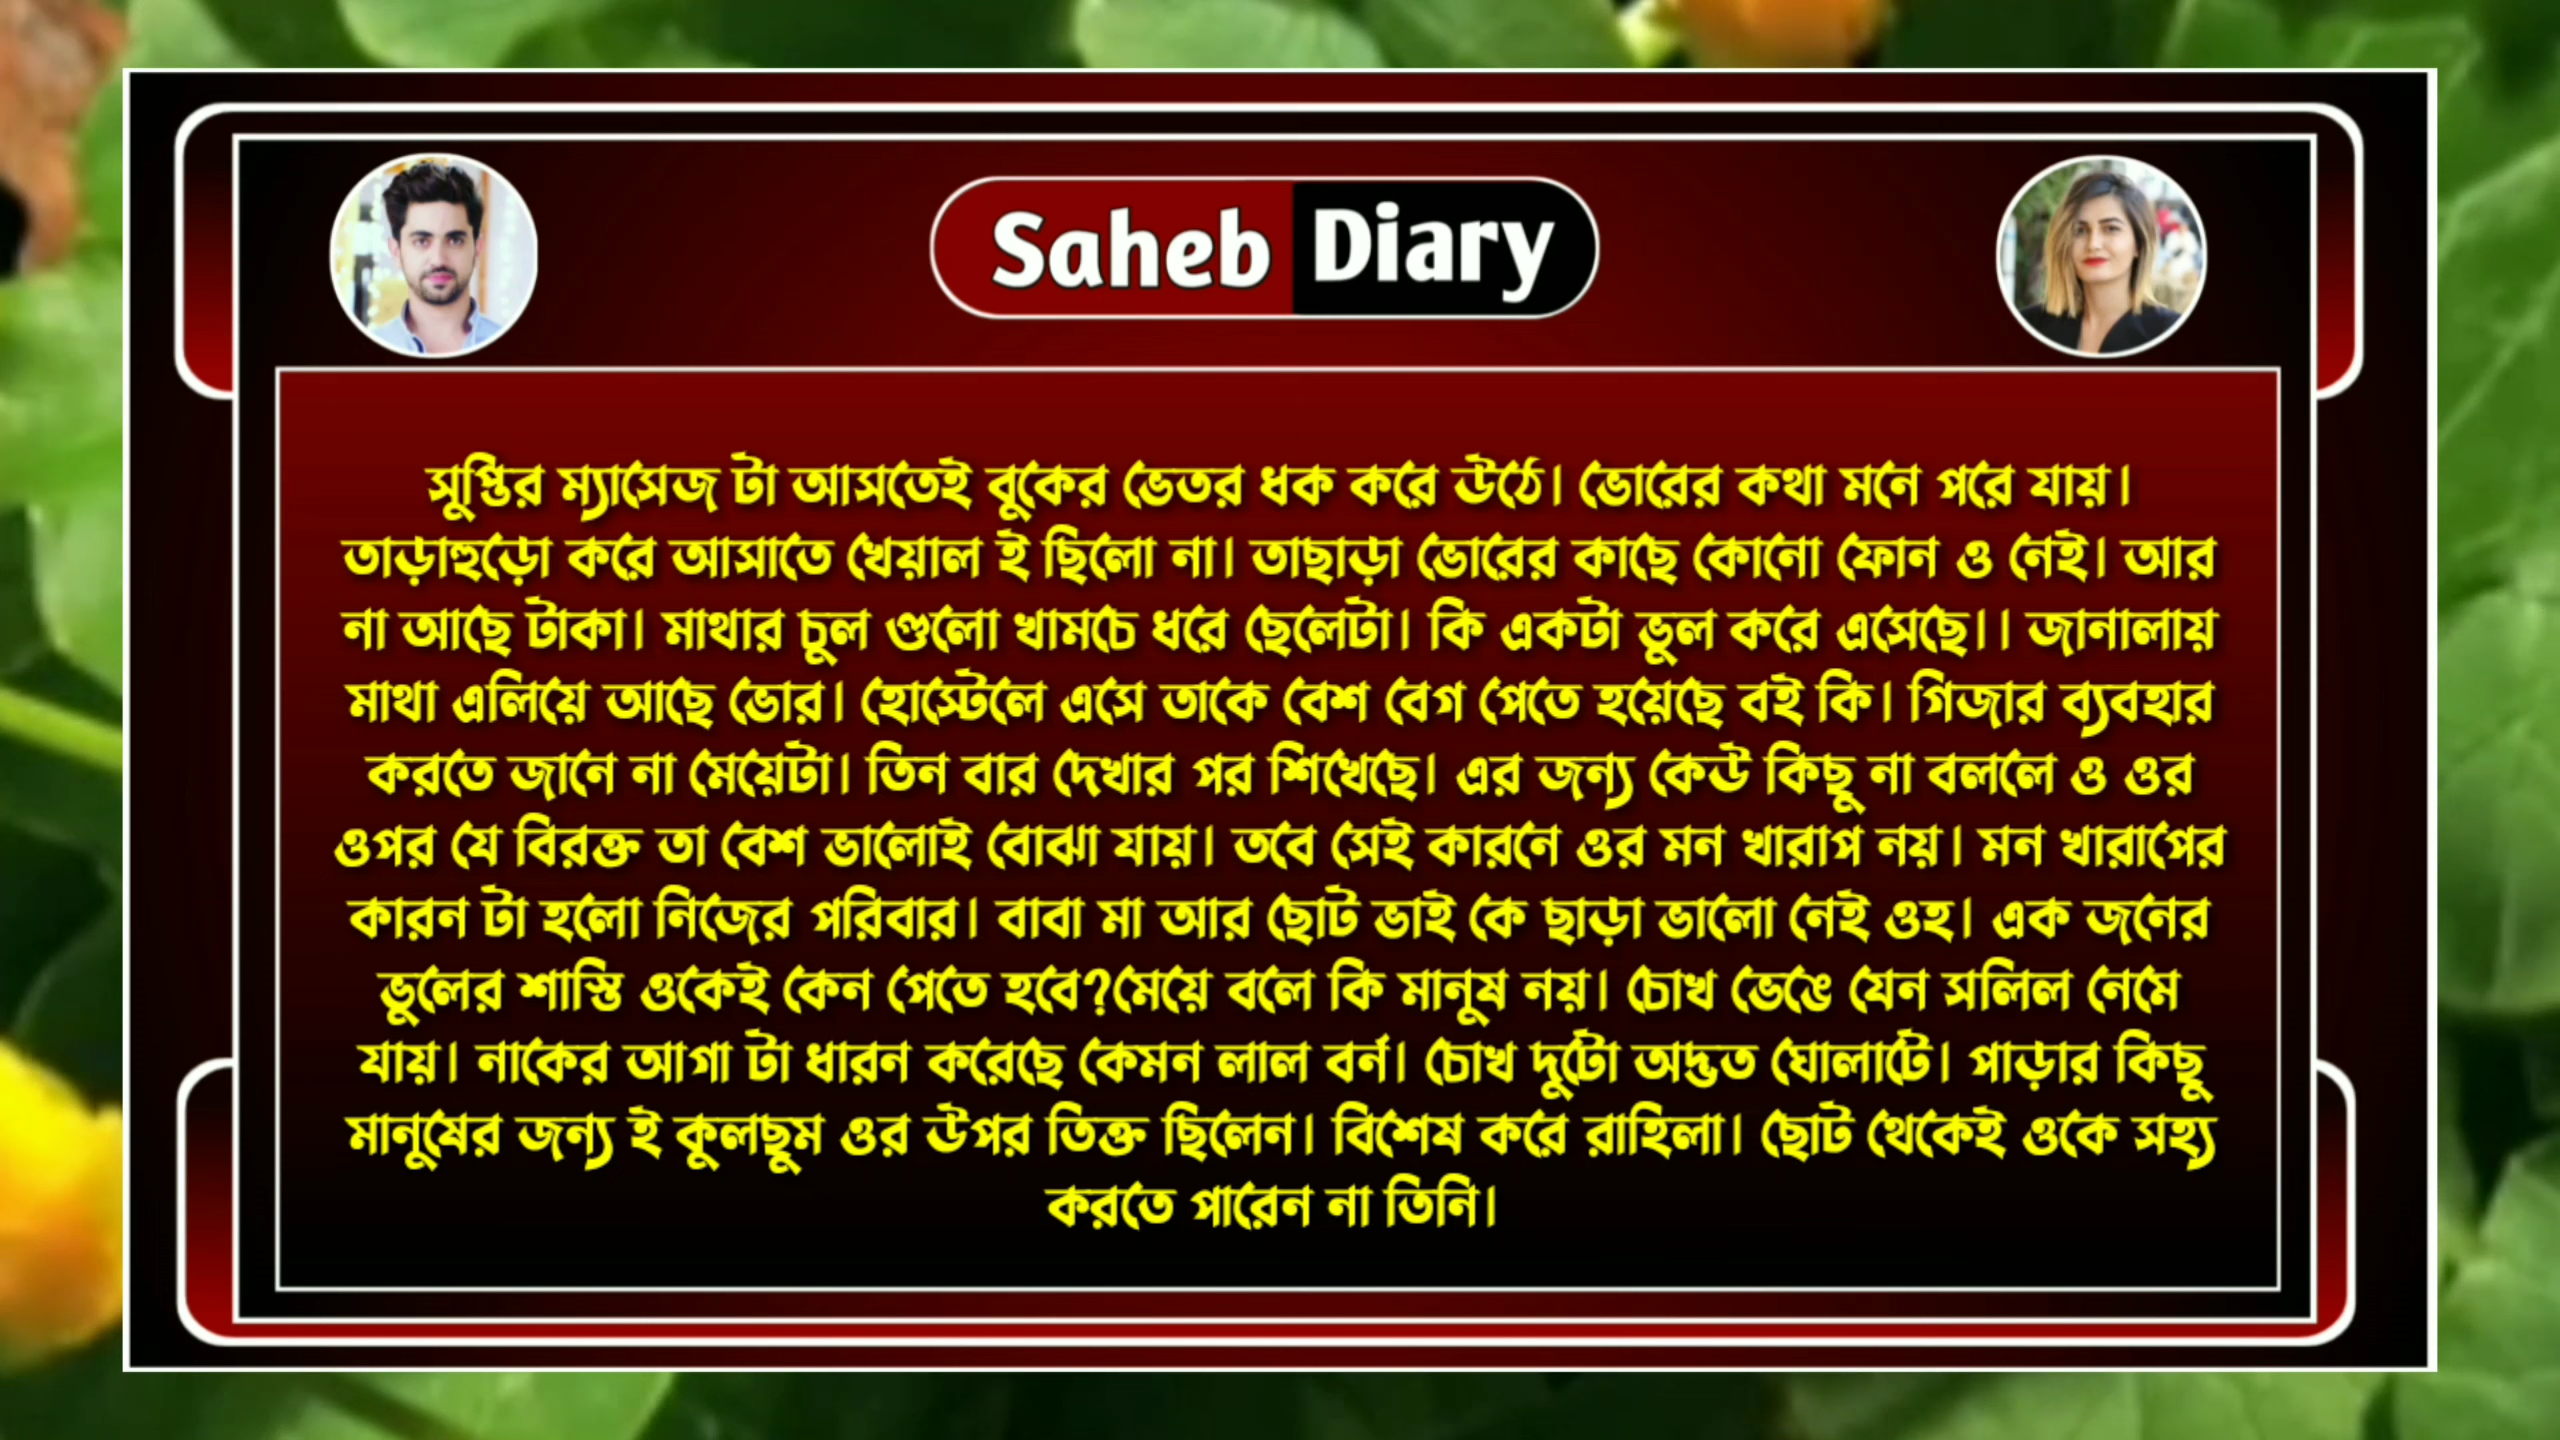 Saheb Diary
সুপ্তির ম্যাসেজ টা আসতেই বুকের ভেতর ধক করে উঠে। ভোরের কথা মনে পরে যায়।
তাড়াহুড়ো করে আসাতে খেয়াল ই ছিলো না। তাছাড়া ভোরের কাছে কোনো ফোন ও নেই। আর
না আছে টাকা। মাথার চুল গুলো খামচে ধরে ছেলেটা। কি একটা ভুল করে এসেছে।। জানালায়
মাথা এলিয়ে আছে ভোর। হোস্টেলে এসে তাকে বেশ বেগ পেতে হয়েছে বই কি। গিজার ব্যবহার
করতে জানে না মেয়েটা। তিন বার দেখার পর শিখেছে। এর জন্য কেউ কিছু না বললে ও ওর
ওপর যে বিরক্ত তা বেশ ভালোই বোঝা যায়। তবে সেই কারনে ওর মন খারাপ নয়। মন খারাপের
কারন টা হলো নিজের পরিবার। বাবা মা আর ছোট ভাই কে ছাড়া ভালো নেই ওহ। এক জনের
ভুলের শাস্তি ওকেই কেন পেতে হবে?মেয়ে বলে কি মানুষ নয়। চোখ ভেঙে যেন সলিল নেমে
যায়। নাকের আগা টা ধারন করেছে কেমন লাল বর্ন। চোখ দুটো অদ্ভত ঘোলাটে। পাড়ার কিছু
মানুষের জন্য ই কুলছুম ওর উপর তিক্ত ছিলেন। বিশেষ করে রাহিলা। ছোট থেকেই ওকে সহ্য
করতে পারেন না তিনি।